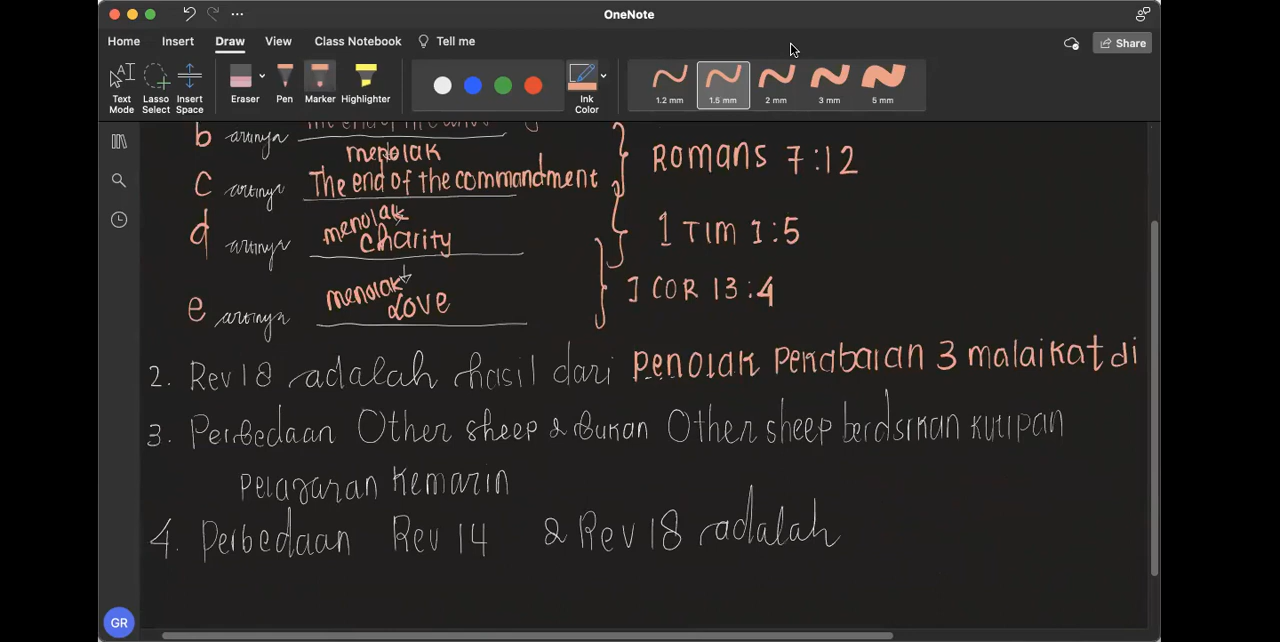 OneNote
Home Insert Draw View Class Notebook Tell me
Share
Text Mode
Lasso Select
Insert Space
Eraser
Pen
Marker
Highlighter
Ink Color
1.2 mm
1.5 mm
2 mm
3 mm
5 mm
b artinya
menolak
c artinya The end of the commandment
Romans 7:12
d artinya menolak charity
1 TIM 1:5
e artinya menolak Love
1 COR 13:4
2. Rev 18 adalah hasil dari Penolak Pekabaran 3 malaikat di
3. Perbedaan Other sheep & Bukan Other sheep berdsrkan kutipan
Pelajaran kemarin
4. Perbedaan Rev 14 & Rev 18 adalah
GR